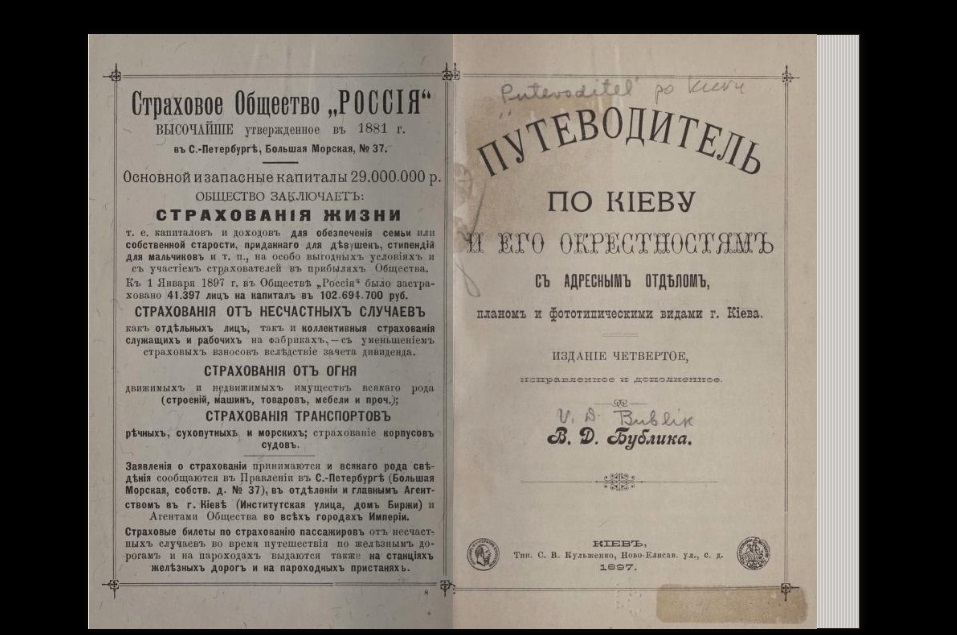 Страховое Общество „РОССІЯ“
ВЫСОЧАЙШЕ утвержденное въ 1881 г.
въ С.-Петербургѣ, Большая Морская, № 37.
Основной и запасные капиталы 29.000.000 р.
ОБЩЕСТВО ЗАКЛЮЧАЕТЪ:
СТРАХОВАНІЯ ЖИЗНИ
т. е. капиталовъ и доходовъ для обезпеченія семьи или
собственной старости, приданнаго для дѣвушек, стипендій
для мальчиковъ и т. п., на особо выгодныхъ условіяхъ и
съ участіемъ страхователей въ прибыляхъ Общества.
Къ 1 Января 1897 г. въ Обществѣ „Россія“ было застра-
ховано 41.397 лицъ на капиталъ въ 102.694.700 руб.
СТРАХОВАНІЯ ОТЪ НЕСЧАСТНЫХЪ СЛУЧАЕВЪ
какъ отдѣльныхъ лицъ, такъ и коллективныя страхованія
служащихъ и рабочихъ на фабрикахъ,—съ уменьшеніемъ
страховыхъ взносовъ вслѣдствіе зачета дивиденда.
СТРАХОВАНІЯ ОТЪ ОГНЯ
движимыхъ и недвижимыхъ имуществъ всякаго рода
(строеній, машинъ, товаровъ, мебели и проч.);
СТРАХОВАНІЯ ТРАНСПОРТОВЪ
рѣчныхъ, сухопутныхъ и морскихъ; страхованіе корпусовъ
судовъ.
Заявленія о страхованіи принимаются и всякаго рода свѣ-
дѣнія сообщаются въ Правленіи въ С.-Петербургѣ (Большая
Морская, собств. д. № 37), въ отдѣленіи и главнымъ Агент-
ствомъ въ г. Кіевѣ (Институтская улица, домъ Биржи) и
Агентами Общества во всѣхъ городахъ Имперіи.
Страховые билеты по страхованію пассажировъ отъ несчаст-
ныхъ случаевъ во время путешествія по желѣзнымъ до-
рогамъ и на пароходахъ выдаются также на станціяхъ
желѣзныхъ дорогъ и на пароходныхъ пристаняхъ.
"Putevoditel' po Kievu
ПУТЕВОДИТЕЛЬ
ПО КІЕВУ
И ЕГО ОКРЕСТНОСТЯМЪ
СЪ АДРЕСНЫМЪ ОТДѢЛОМЪ,
планомъ и фототипическими видами г. Кіева.
ИЗДАНІЕ ЧЕТВЕРТОЕ,
исправленное и дополненное.
V. D. Bublik
В. Д. Бублика.
КІЕВЪ,
Тип. С. В. Кульженко, Ново-Елисав. ул., с. д.
1897.